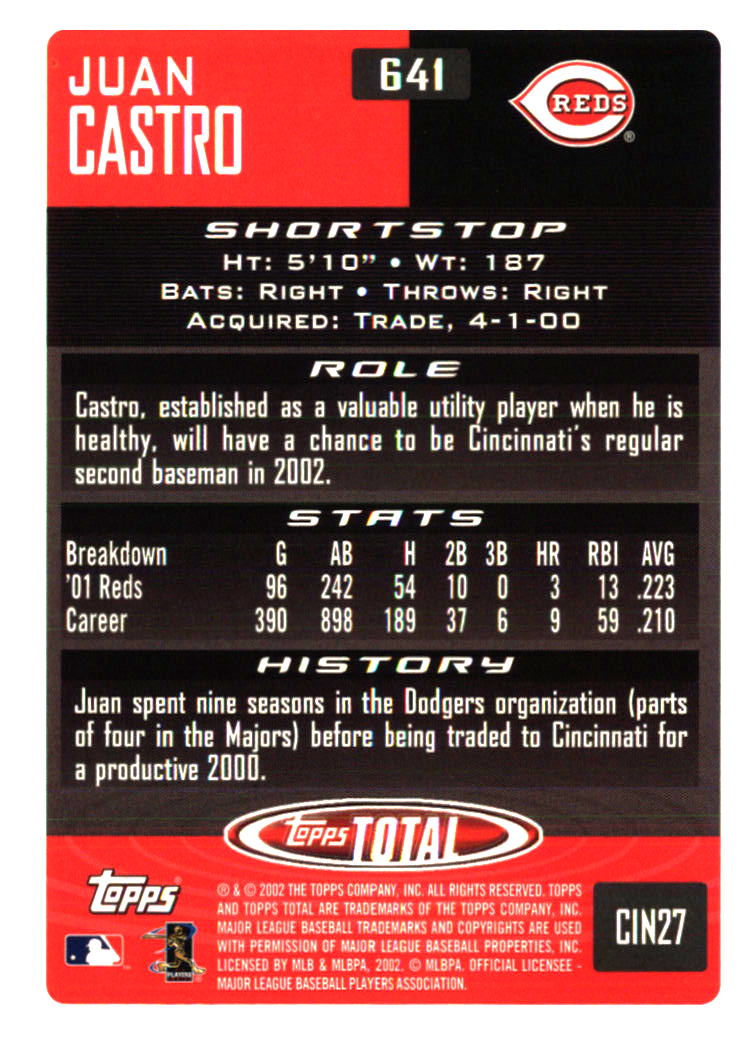 JUAN
CASTRO
641
REDS
®
SHORTSTOP
HT: 5'10” • WT: 187
BATS: RIGHT • THROWS: RIGHT
ACQUIRED: TRADE, 4-1-00
ROLE
Castro, established as a valuable utility player when he is
healthy, will have a chance to be Cincinnati's regular
second baseman in 2002.
STATS
Breakdown G AB H 2B 3B HR RBI AVG
'01 Reds 96 242 54 10 0 3 13 .223
Career 390 898 189 37 6 9 59 .210
HISTORY
Juan spent nine seasons in the Dodgers organization (parts
of four in the Majors) before being traded to Cincinnati for
a productive 2000.
Topps TOTAL
Topps®
® & © 2002 THE TOPPS COMPANY, INC. ALL RIGHTS RESERVED. TOPPS
AND TOPPS TOTAL ARE TRADEMARKS OF THE TOPPS COMPANY, INC.
MAJOR LEAGUE BASEBALL TRADEMARKS AND COPYRIGHTS ARE USED
WITH PERMISSION OF MAJOR LEAGUE BASEBALL PROPERTIES, INC.
LICENSED BY MLB & MLBPA, 2002. © MLBPA. OFFICIAL LICENSEE -
MAJOR LEAGUE BASEBALL PLAYERS ASSOCIATION.
CIN27